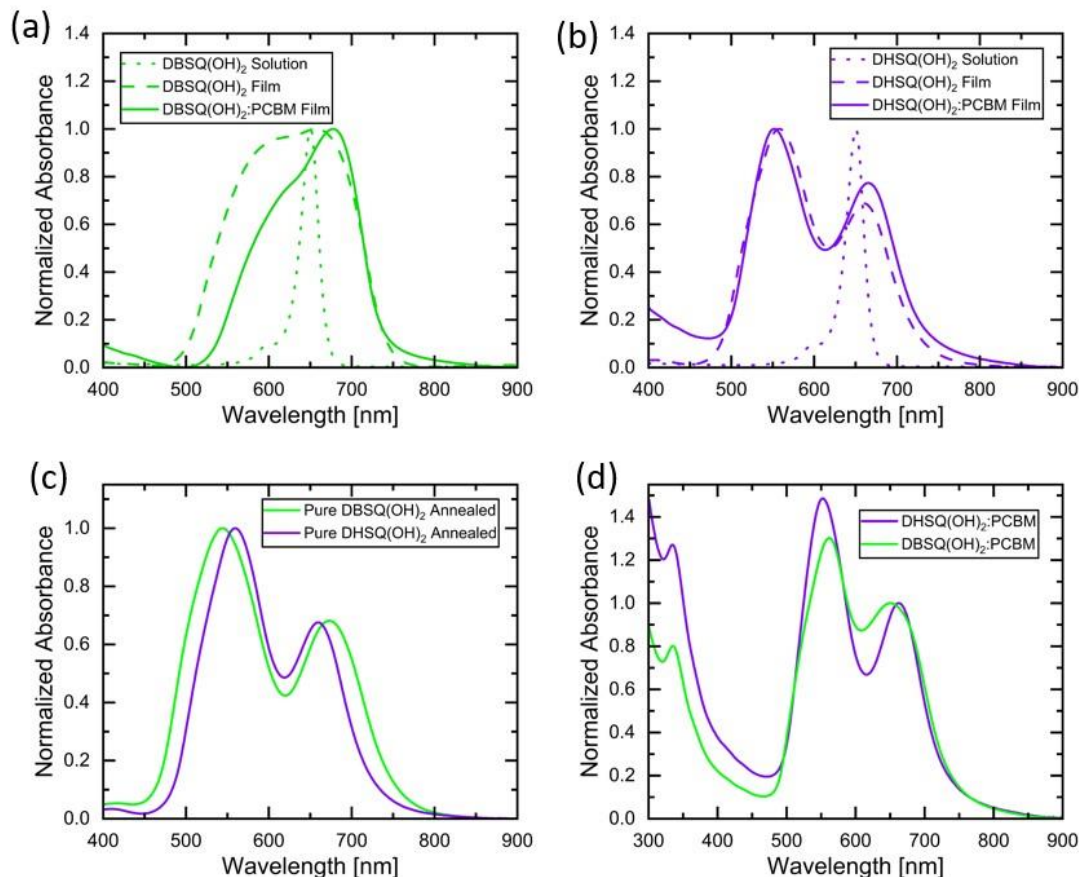 (a)
1.4
1.2
1.0
0.8
0.6
0.4
0.2
0.0
Normalized Absorbance
DBSQ(OH)₂ Solution
DBSQ(OH)₂ Film
DBSQ(OH)₂:PCBM Film
400 500 600 700 800 900
Wavelength [nm]
(b)
1.4
1.2
1.0
0.8
0.6
0.4
0.2
0.0
Normalized Absorbance
DHSQ(OH)₂ Solution
DHSQ(OH)₂ Film
DHSQ(OH)₂:PCBM Film
400 500 600 700 800 900
Wavelength [nm]
(c)
1.0
0.8
0.6
0.4
0.2
0.0
Normalized Absorbance
Pure DBSQ(OH)₂ Annealed
Pure DHSQ(OH)₂ Annealed
400 500 600 700 800 900
Wavelength [nm]
(d)
1.4
1.2
1.0
0.8
0.6
0.4
0.2
0.0
Normalized Absorbance
DHSQ(OH)₂:PCBM
DBSQ(OH)₂:PCBM
300 400 500 600 700 800 900
Wavelength [nm]